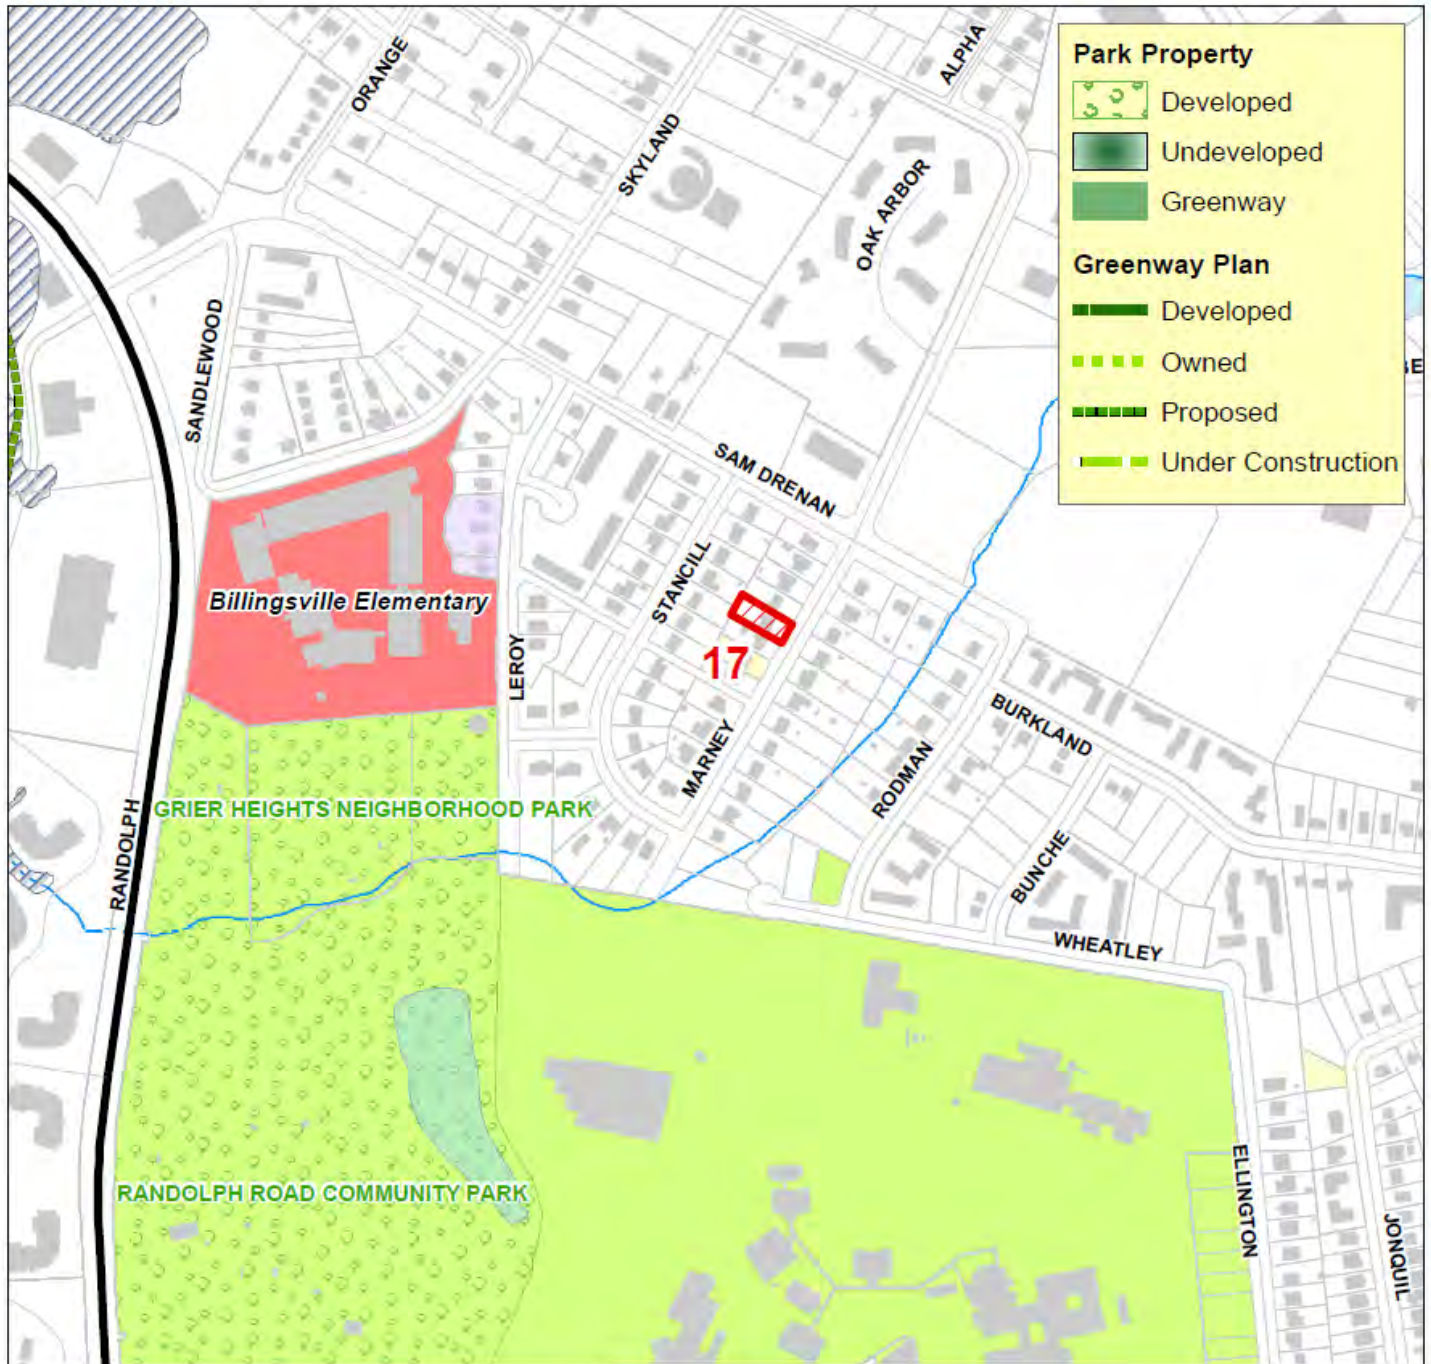 ORANGE
ALPHA
SKYLAND
OAK ARBOR
SANDLEWOOD
Park Property
Developed
Undeveloped
Greenway
Greenway Plan
Developed
Owned
Proposed
Under Construction
SAM DRENAN
STANCILL
Billingsville Elementary
LEROY
17
MARNEY
BURKLAND
RODMAN
BUNCHE
RANDOLPH
GRIER HEIGHTS NEIGHBORHOOD PARK
WHEATLEY
RANDOLPH ROAD COMMUNITY PARK
ELLINGTON
JONQUIL